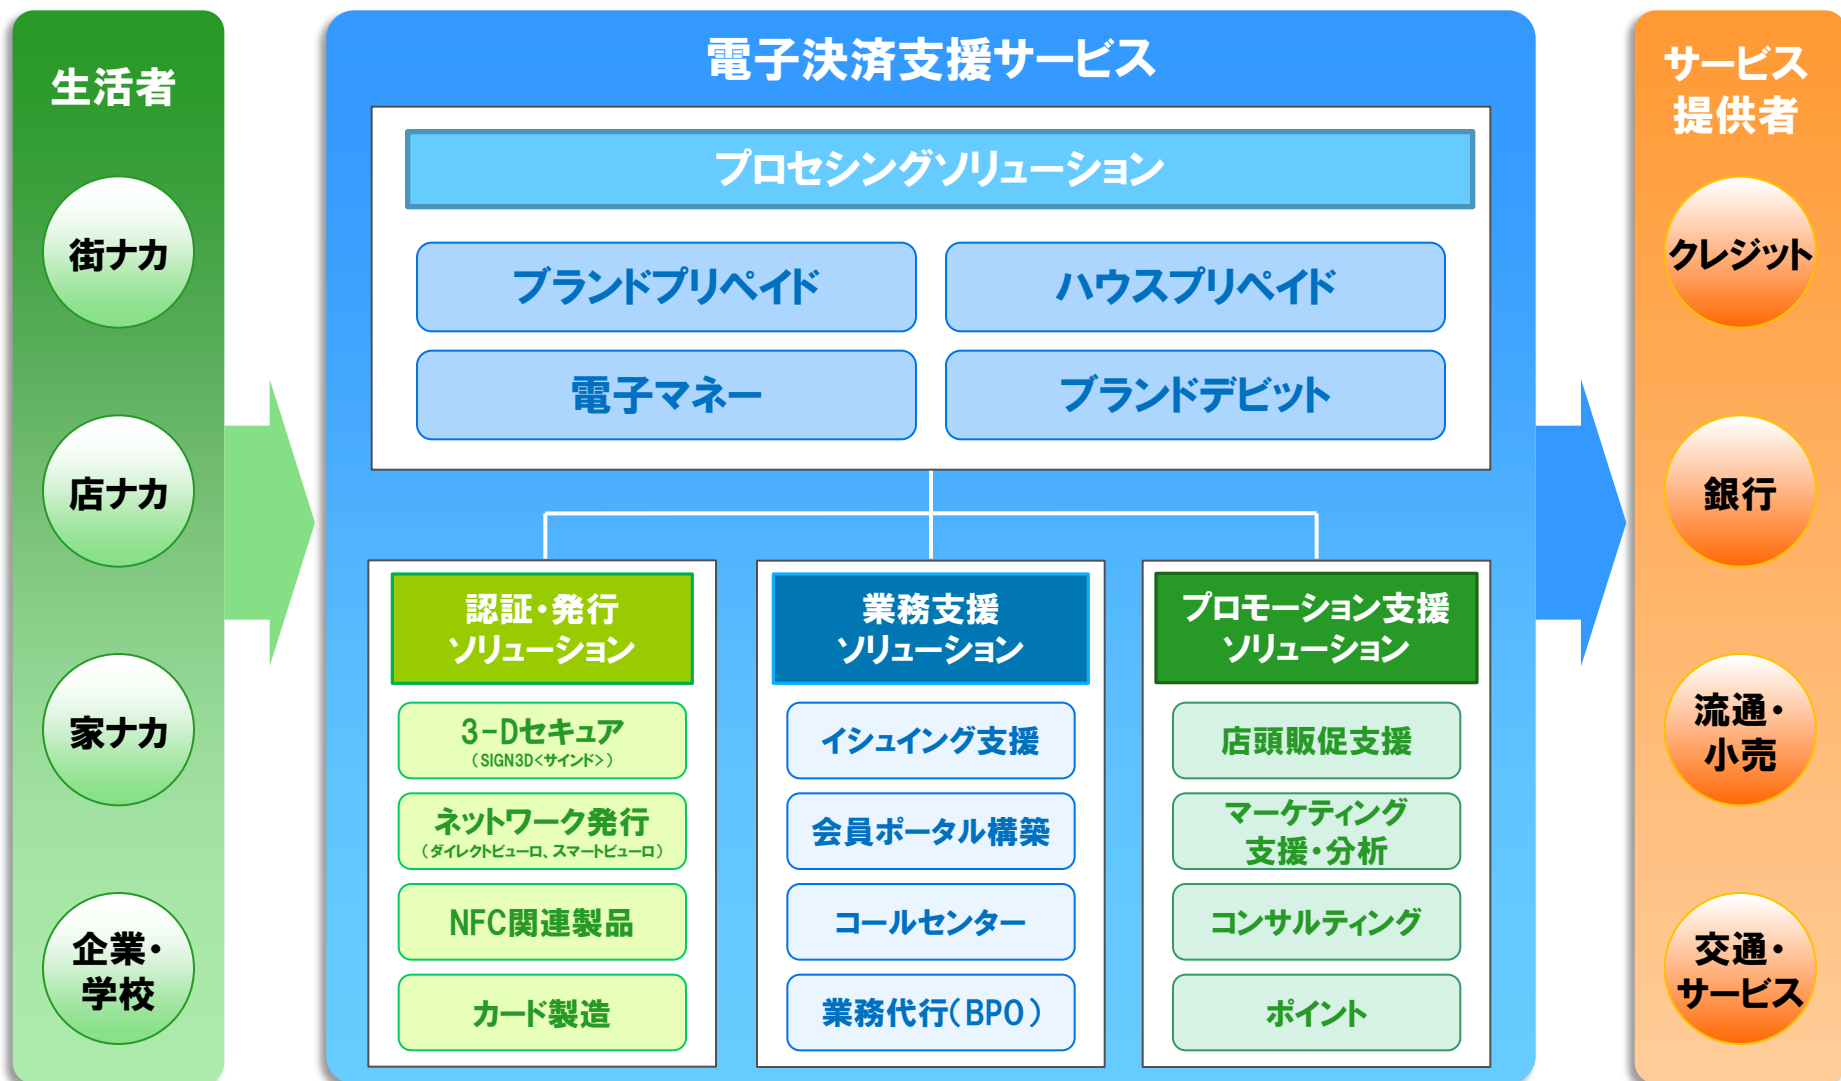 生活者
街ナカ
店ナカ
家ナカ
企業・
学校
電子決済支援サービス
プロセシングソリューション
ブランドプリペイド
ハウスプリペイド
電子マネー
ブランドデビット
認証・発行
ソリューション
3-Dセキュア
(SIGN3D<サインド>)
ネットワーク発行
(ダイレクトビューロ、スマートビューロ)
NFC関連製品
カード製造
業務支援
ソリューション
イシュイング支援
会員ポータル構築
コールセンター
業務代行(BPO)
プロモーション支援
ソリューション
店頭販促支援
マーケティング
支援・分析
コンサルティング
ポイント
サービス
提供者
クレジット
銀行
流通・
小売
交通・
サービス